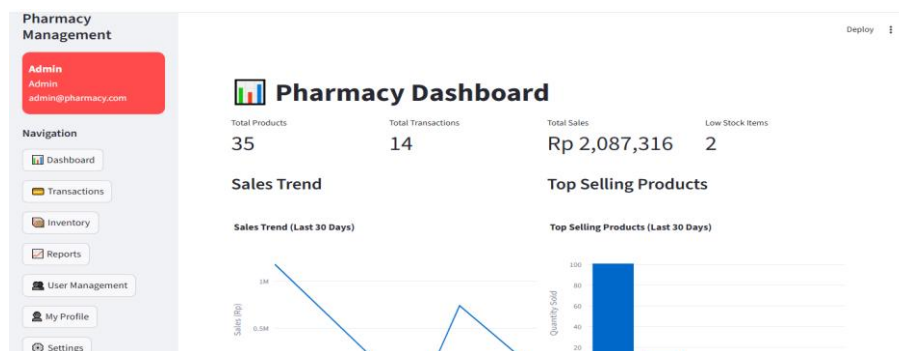 Pharmacy
Management
Admin
Admin
admin@pharmacy.com
Navigation
Dashboard
Transactions
Inventory
Reports
User Management
My Profile
Settings
Deploy
Pharmacy Dashboard
Total Products
35
Total Transactions
14
Total Sales
Rp 2,087,316
Low Stock Items
2
Sales Trend
Sales Trend (Last 30 Days)
1M
0.5M
Sales (Rp)
Top Selling Products
Top Selling Products (Last 30 Days)
100
80
60
40
20
Quantity Sold